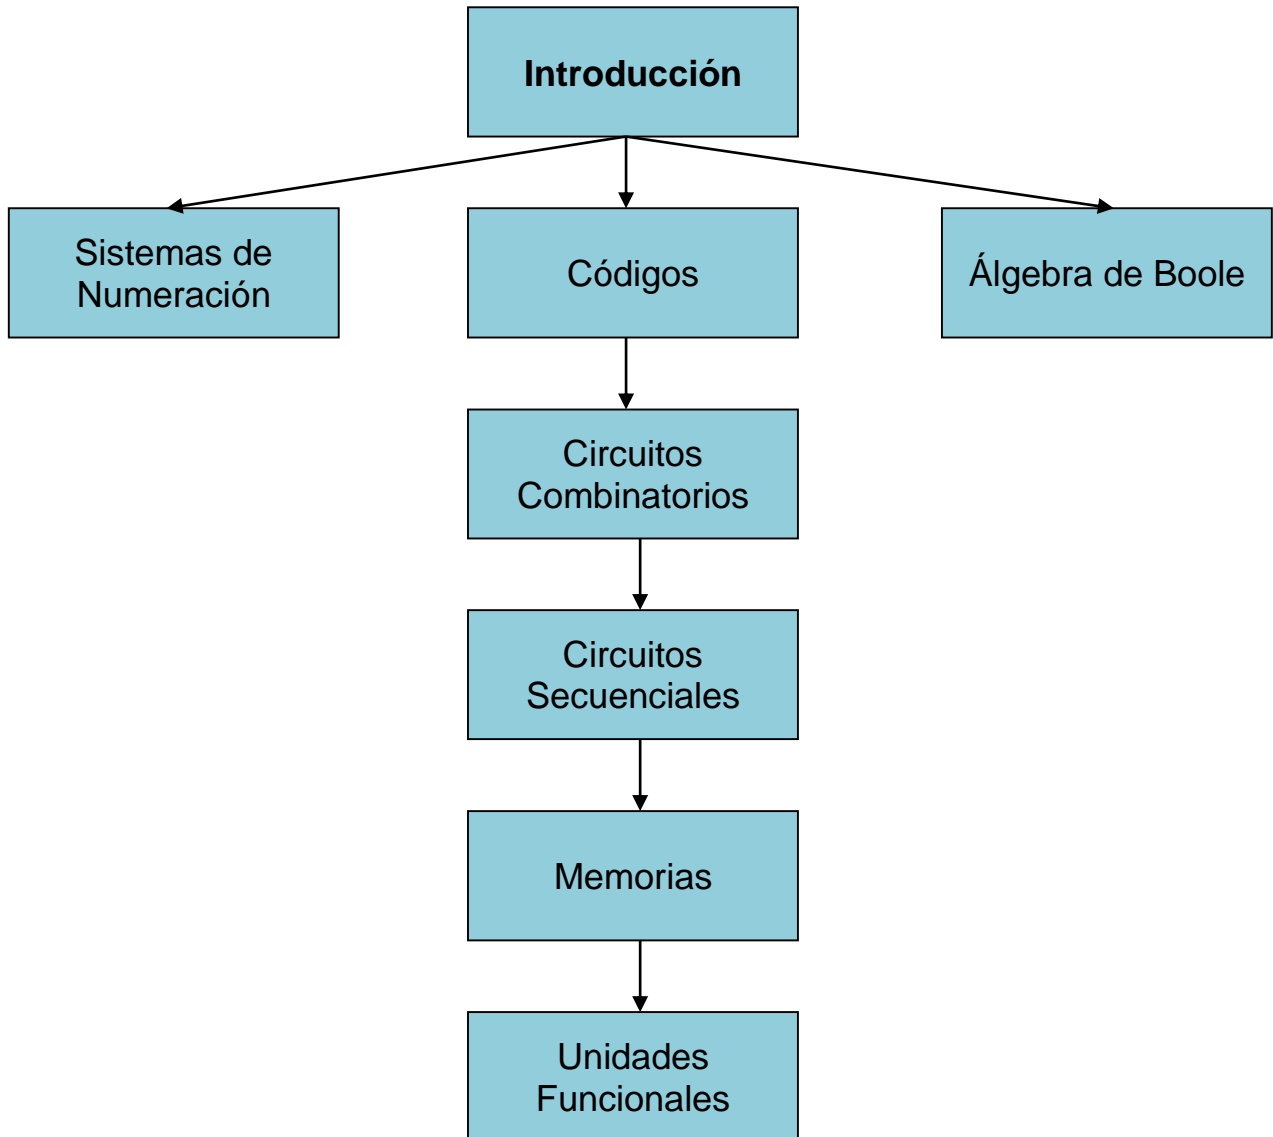 Introducción
Sistemas de
Numeración
Códigos
Álgebra de Boole
Circuitos
Combinatorios
Circuitos
Secuenciales
Memorias
Unidades
Funcionales